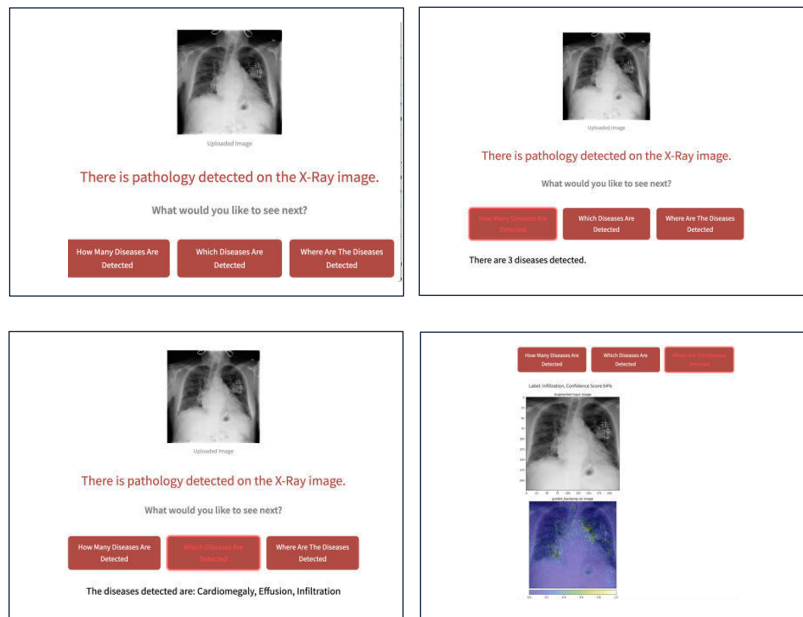 Uploaded Image
There is pathology detected on the X-Ray image.
What would you like to see next?
How Many Diseases Are
Detected
Which Diseases Are
Detected
Where Are The Diseases
Detected
Uploaded Image
There is pathology detected on the X-Ray image.
What would you like to see next?
How Many Diseases Are
Detected
Which Diseases Are
Detected
Where Are The Diseases
Detected
There are 3 diseases detected.
Uploaded Image
There is pathology detected on the X-Ray image.
What would you like to see next?
How Many Diseases Are
Detected
Which Diseases Are
Detected
Where Are The Diseases
Detected
The diseases detected are: Cardiomegaly, Effusion, Infiltration
How Many Diseases Are
Detected
Which Diseases Are
Detected
Where Are The Diseases
Detected
Label: Infiltration, Confidence Score:
Augmented Input Image
guided_backprop on image